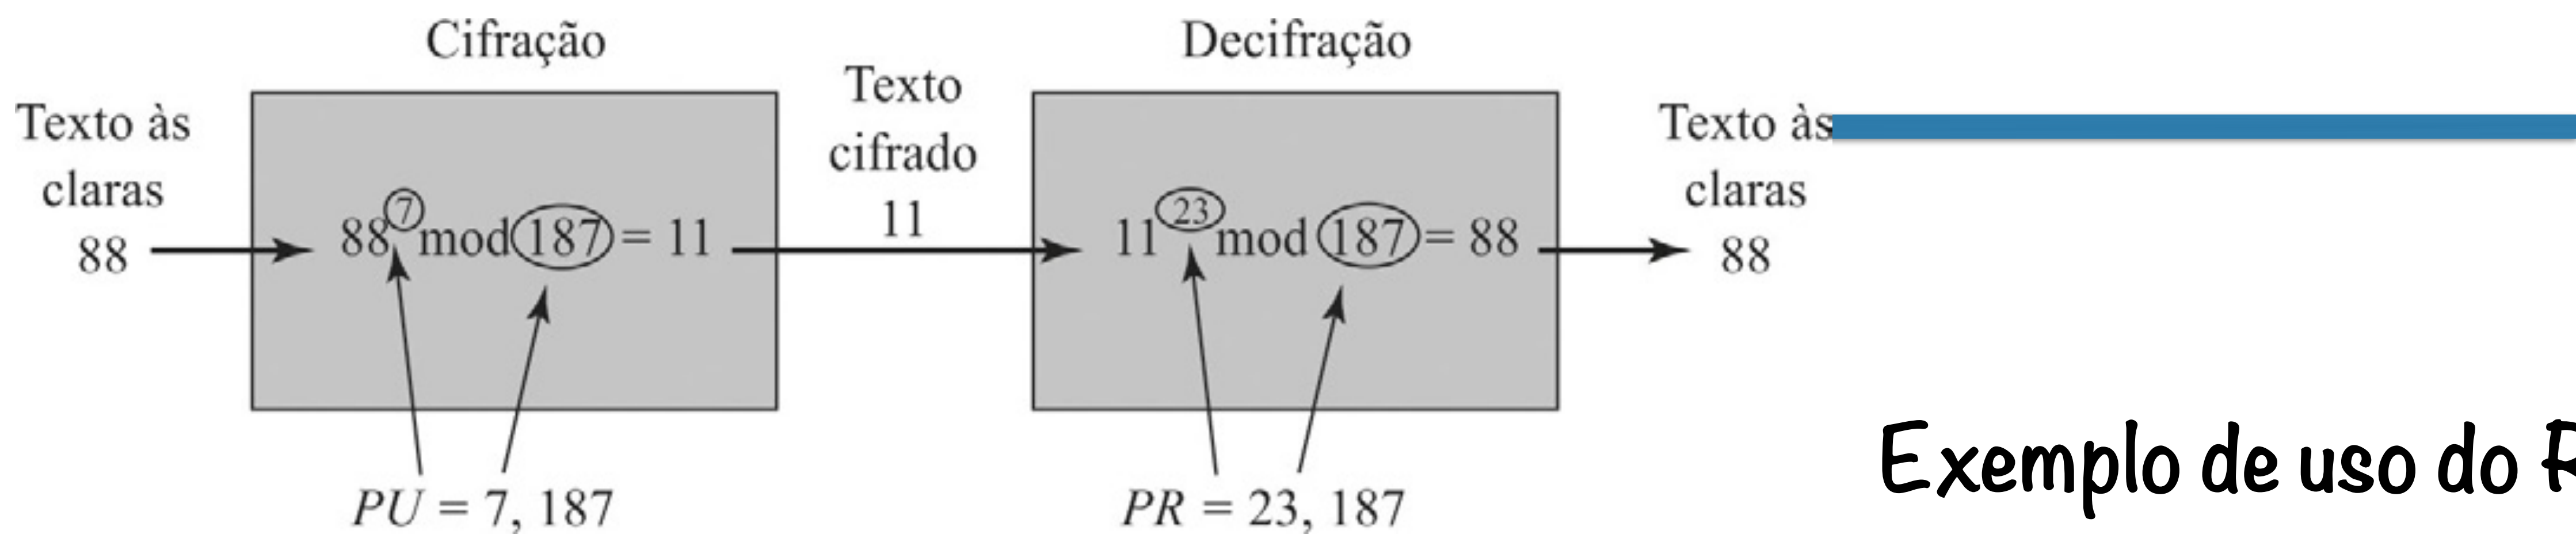 Cifração
Decifração
Texto às
claras
88
88^7 mod 187 = 11
PU = 7, 187
Texto
cifrado
11
11^23 mod 187 = 88
PR = 23, 187
Texto às
claras
88
Exemplo de uso do R